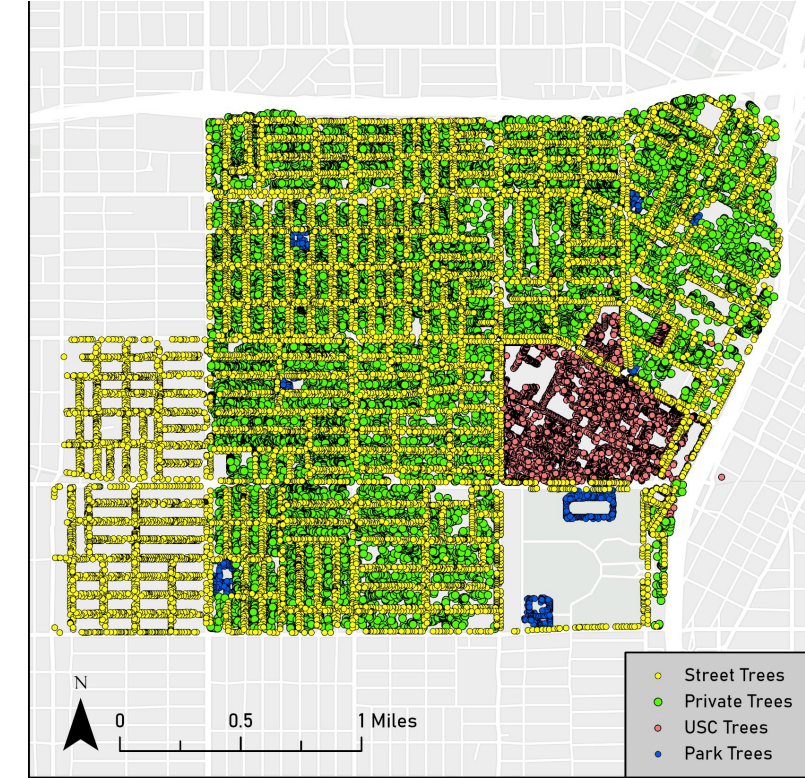 N
0 0.5 1 Miles
Street Trees
Private Trees
USC Trees
Park Trees